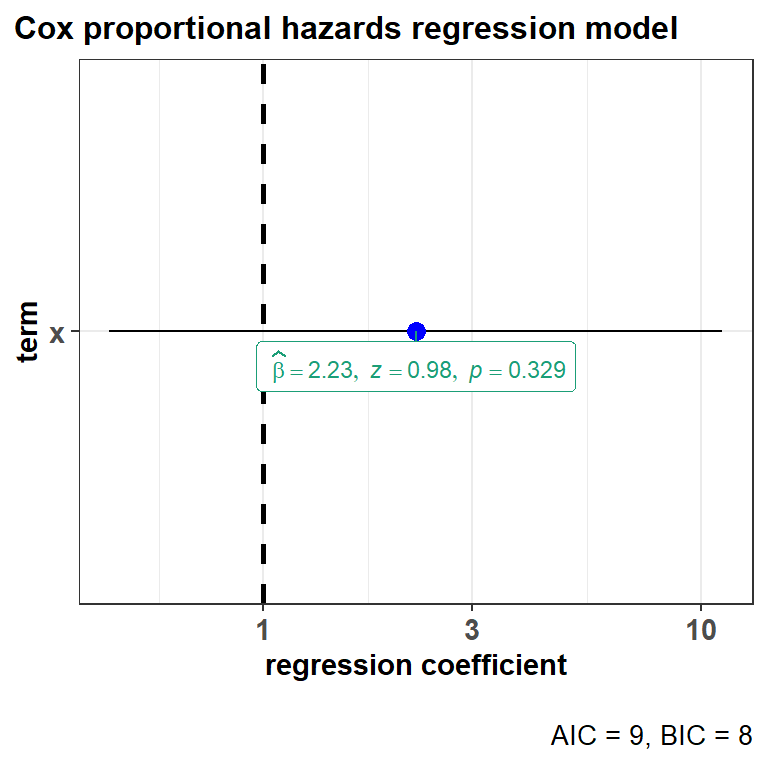 Cox proportional hazards regression model
term
x
β̂ = 2.23, z = 0.98, p = 0.329
1 3 10
regression coefficient
AIC = 9, BIC = 8